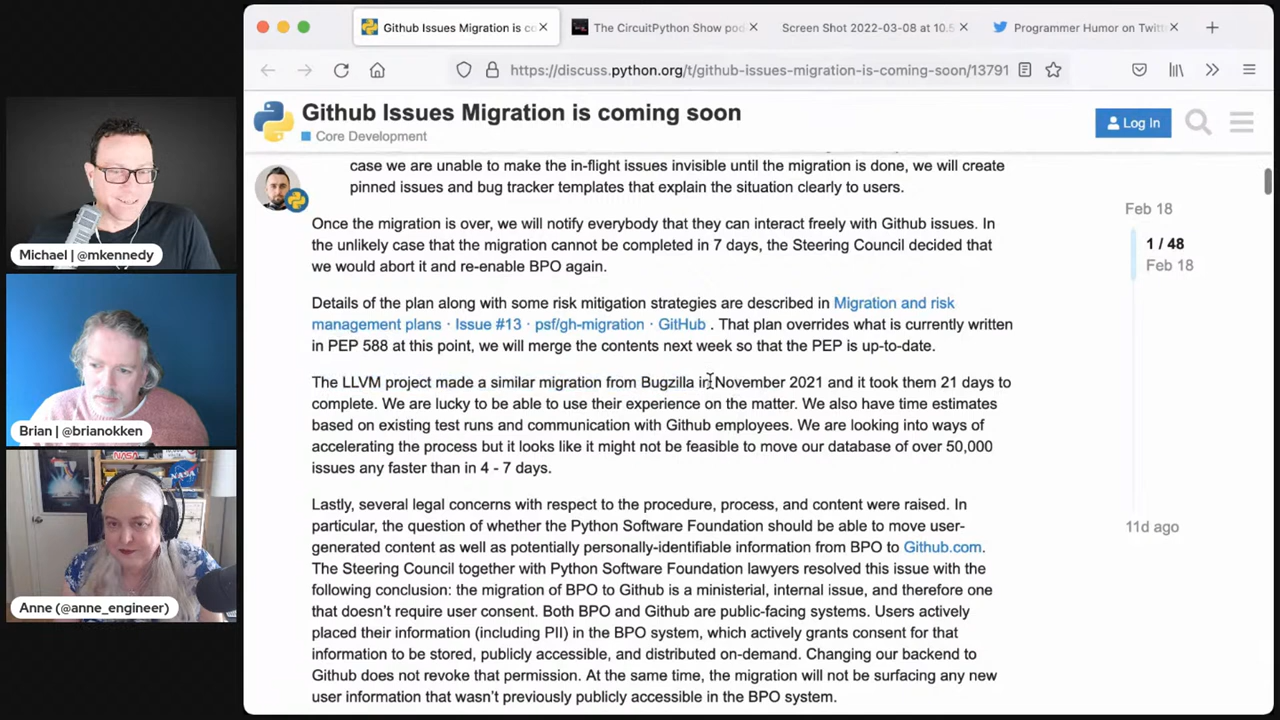 Github Issues Migration is co
The CircuitPython Show pod
Screen Shot 2022-03-08 at 10.5
Programmer Humor on Twitt
https://discuss.python.org/t/github-issues-migration-is-coming-soon/13791
Github Issues Migration is coming soon
Core Development
Log In
case we are unable to make the in-flight issues invisible until the migration is done, we will create
pinned issues and bug tracker templates that explain the situation clearly to users.
Once the migration is over, we will notify everybody that they can interact freely with Github issues. In
the unlikely case that the migration cannot be completed in 7 days, the Steering Council decided that
we would abort it and re-enable BPO again.
Details of the plan along with some risk mitigation strategies are described in Migration and risk
management plans · Issue #13 · psf/gh-migration · GitHub . That plan overrides what is currently written
in PEP 588 at this point, we will merge the contents next week so that the PEP is up-to-date.
The LLVM project made a similar migration from Bugzilla in November 2021 and it took them 21 days to
complete. We are lucky to be able to use their experience on the matter. We also have time estimates
based on existing test runs and communication with Github employees. We are looking into ways of
accelerating the process but it looks like it might not be feasible to move our database of over 50,000
issues any faster than in 4 - 7 days.
Lastly, several legal concerns with respect to the procedure, process, and content were raised. In
particular, the question of whether the Python Software Foundation should be able to move user-
generated content as well as potentially personally-identifiable information from BPO to Github.com.
The Steering Council together with Python Software Foundation lawyers resolved this issue with the
following conclusion: the migration of BPO to Github is a ministerial, internal issue, and therefore one
that doesn't require user consent. Both BPO and Github are public-facing systems. Users actively
placed their information (including PII) in the BPO system, which actively grants consent for that
information to be stored, publicly accessible, and distributed on-demand. Changing our backend to
Github does not revoke that permission. At the same time, the migration will not be surfacing any new
user information that wasn't previously publicly accessible in the BPO system.
Feb 18
1 / 48
Feb 18
11d ago
Michael | @mkennedy
Brian | @brianokken
NASA
NASA
Anne (@anne_engineer)